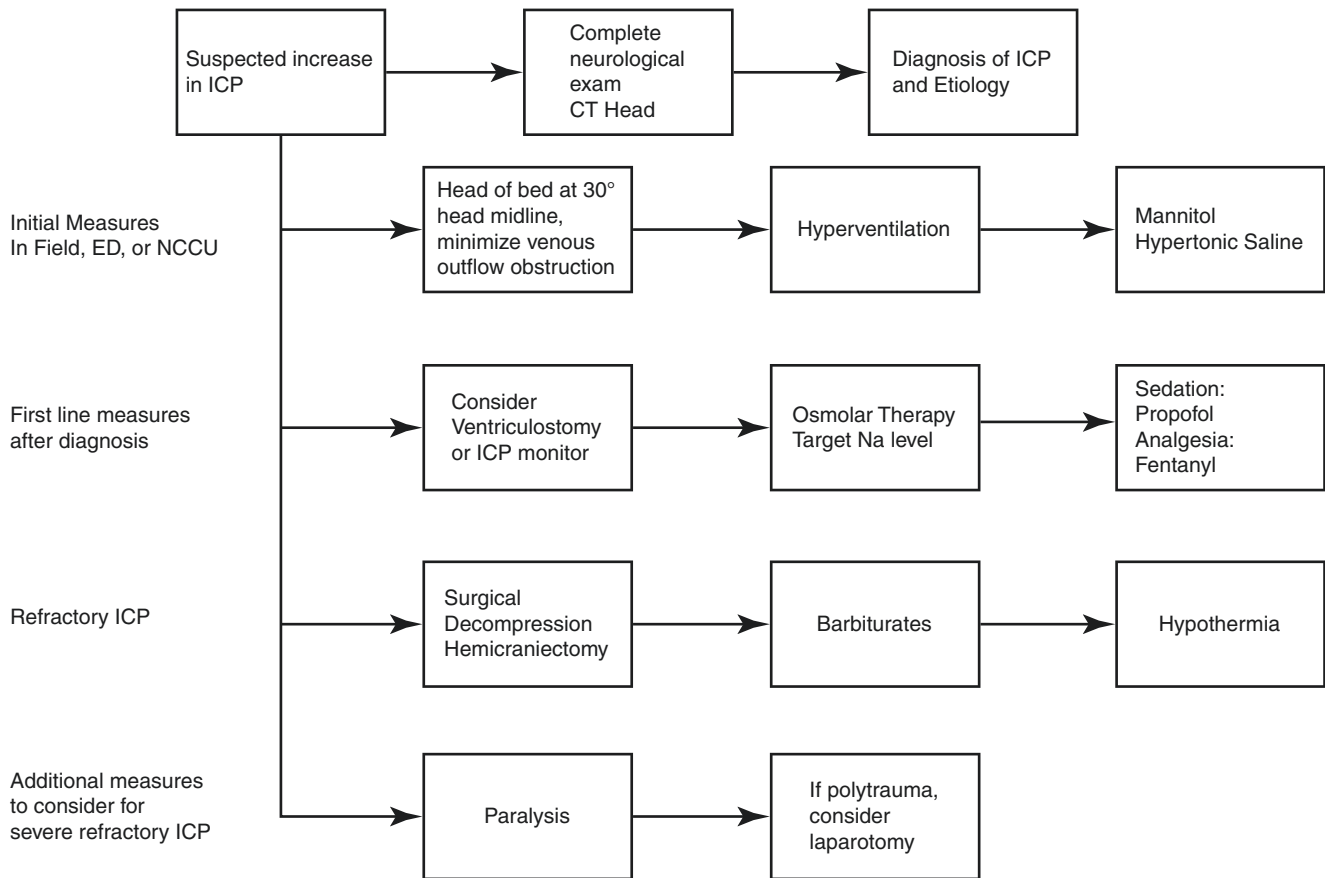 Suspected increase
in ICP
Complete
neurological
exam
CT Head
Diagnosis of ICP
and Etiology
Initial Measures
In Field, ED, or NCCU
Head of bed at 30°
head midline,
minimize venous
outflow obstruction
Hyperventilation
Mannitol
Hypertonic Saline
First line measures
after diagnosis
Consider
Ventriculostomy
or ICP monitor
Osmolar Therapy
Target Na level
Sedation:
Propofol
Analgesia:
Fentanyl
Refractory ICP
Surgical
Decompression
Hemicraniectomy
Barbiturates
Hypothermia
Additional measures
to consider for
severe refractory ICP
Paralysis
If polytrauma,
consider
laparotomy